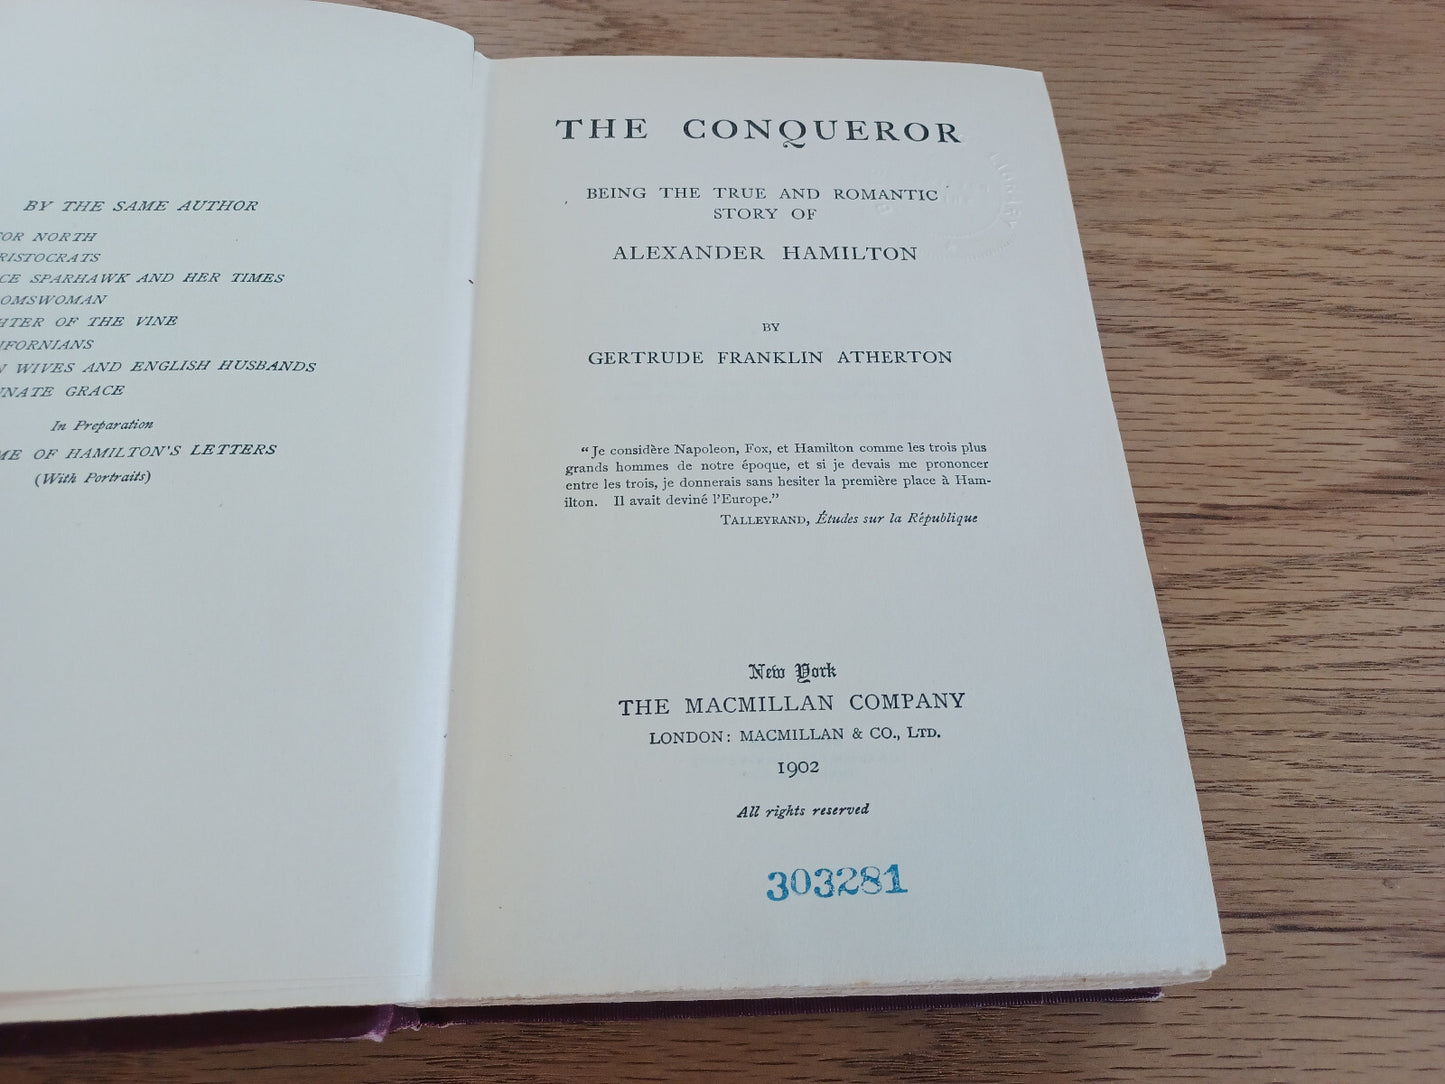 BY THE SAME AUTHOR
OR NORTH
RISTOCRATS
CE SPARHAWK AND HER TIMES
OMSWOMAN
HTER OF THE VINE
IFORNIANS
N WIVES AND ENGLISH HUSBANDS
UNATE GRACE
In Preparation
ME OF HAMILTON'S LETTERS
(With Portraits)
THE CONQUEROR
BEING THE TRUE AND ROMANTIC
STORY OF
ALEXANDER HAMILTON
BY
GERTRUDE FRANKLIN ATHERTON
“Je considère Napoleon, Fox, et Hamilton comme les trois plus
grands hommes de notre époque, et si je devais me prononcer
entre les trois, je donnerais sans hesiter la première place à Ham-
ilton. Il avait deviné l'Europe.”
TALLEYRAND, Études sur la République
New York
THE MACMILLAN COMPANY
LONDON: MACMILLAN & CO., LTD.
1902
All rights reserved
303281
LIBRARY